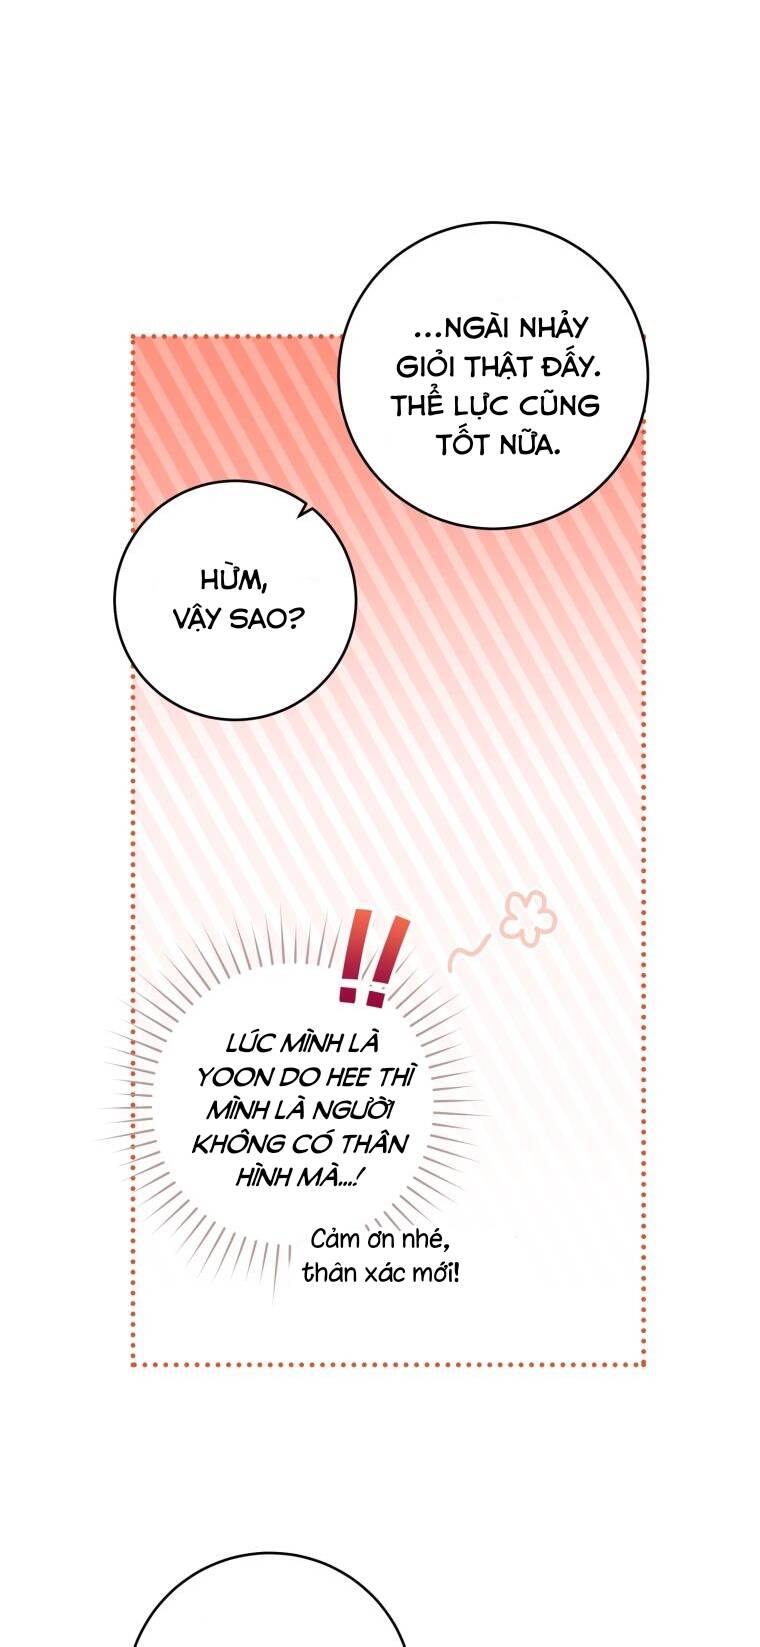 ...NGÀI NHẢY
GIỎI THẬT ĐẤY.
THỂ LỰC CŨNG
TỐT NỮA.
HỪM,
VẬY SAO?
!!
LÚC MÌNH LÀ
YOON DO HEE THÌ
MÌNH LÀ NGƯỜI
KHÔNG CÓ THÂN
HÌNH MÀ...!
Cảm ơn nhé,
thân xác mới!